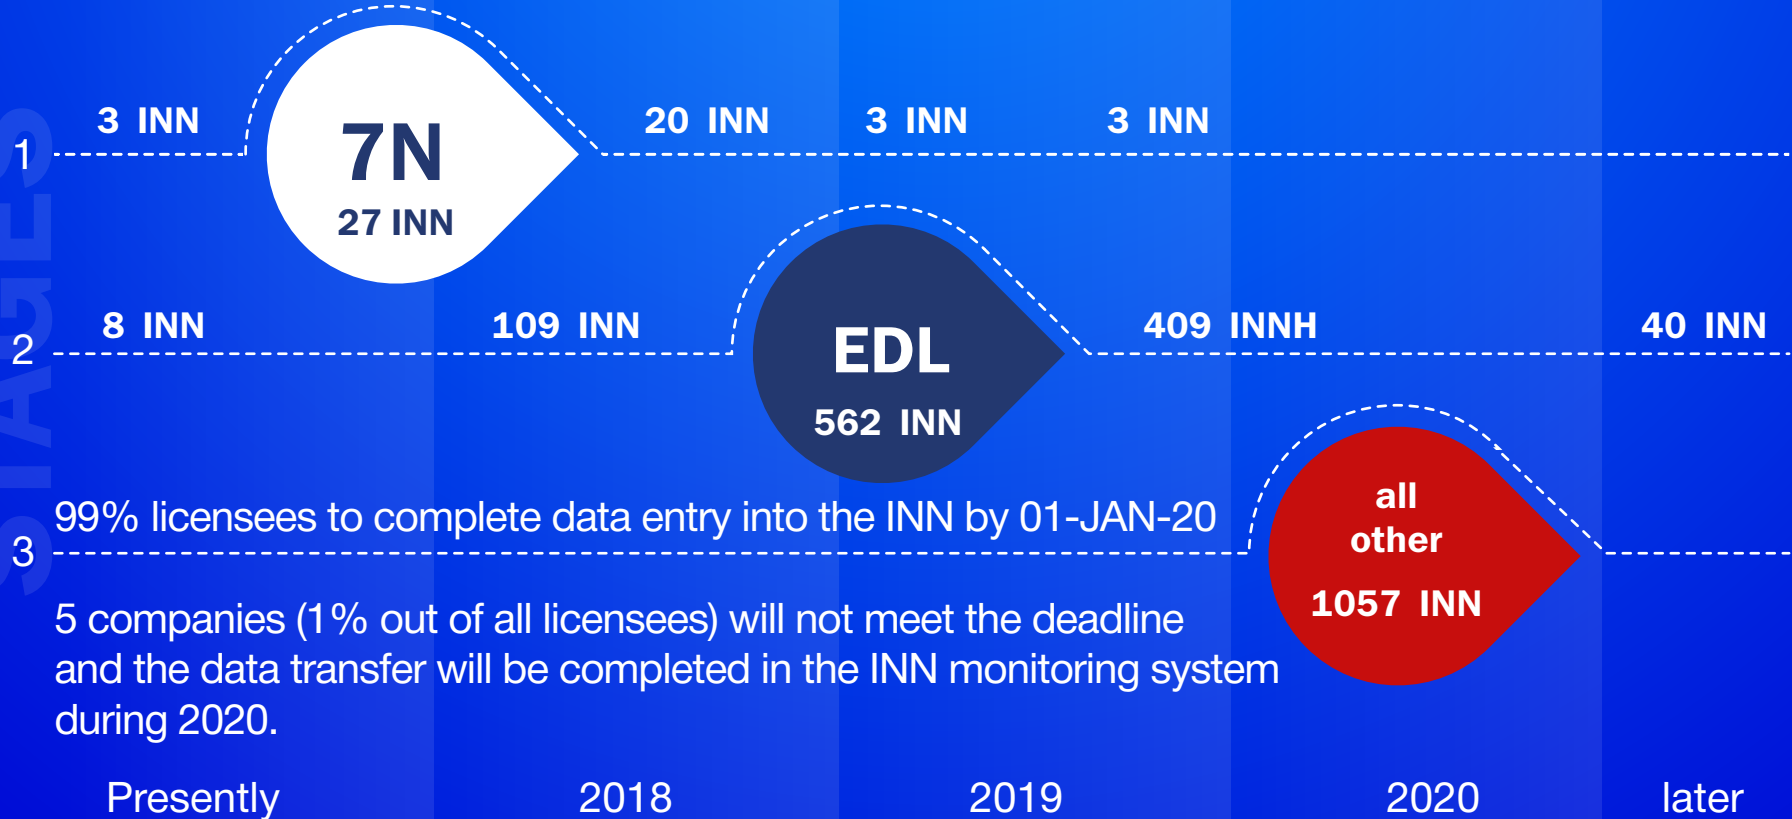 STAGES
1
3 INN
7N
27 INN
20 INN
3 INN
3 INN
2
8 INN
109 INN
EDL
562 INN
409 INNH
40 INN
3
99% licensees to complete data entry into the INN by 01-JAN-20
all
other
1057 INN
5 companies (1% out of all licensees) will not meet the deadline
and the data transfer will be completed in the INN monitoring system
during 2020.
Presently
2018
2019
2020
later